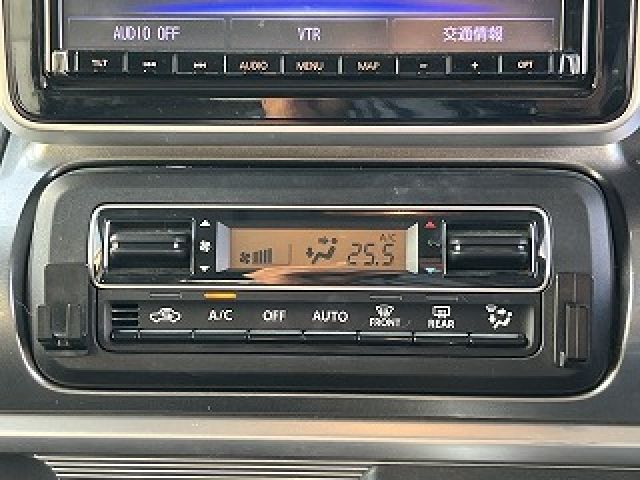 AUDIO OFF VTR 交通情報
TILT AUDIO MENU MAP − + OPT
A/C
25.5
A/C OFF AUTO FRONT REAR